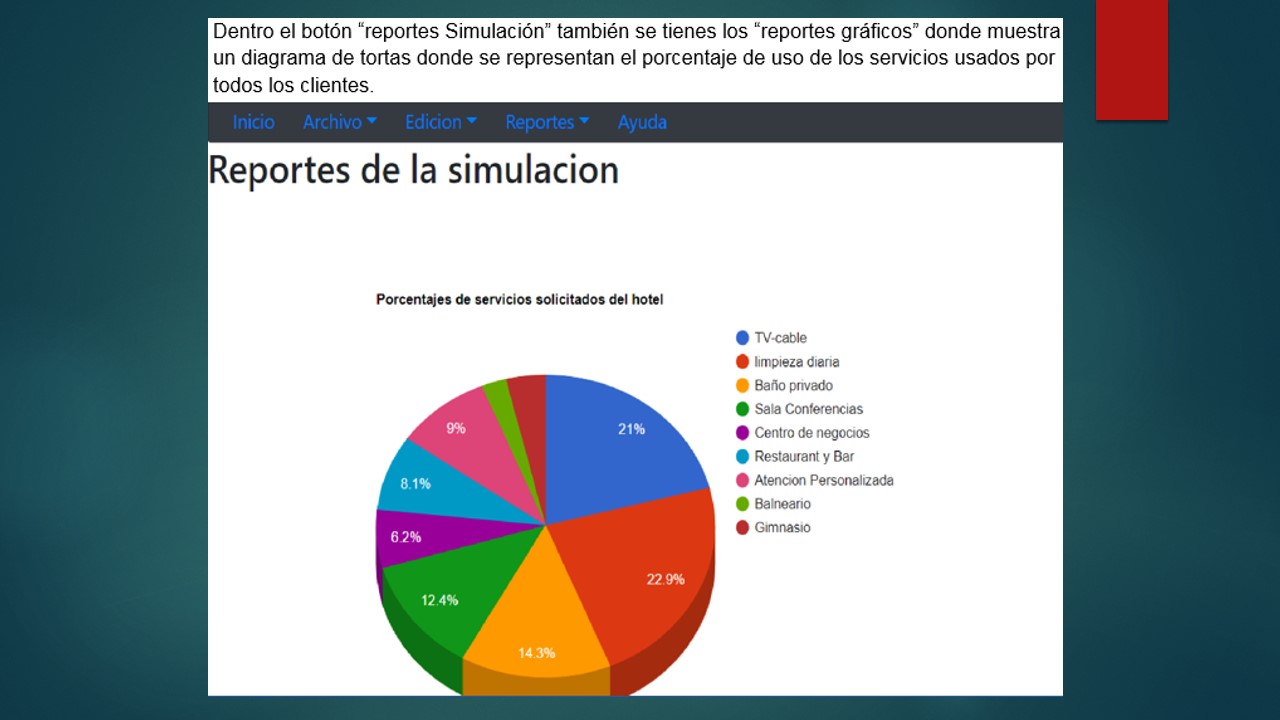 Dentro el botón “reportes Simulación” también se tienes los “reportes gráficos” donde muestra
un diagrama de tortas donde se representan el porcentaje de uso de los servicios usados por
todos los clientes.
Inicio Archivo Edicion Reportes Ayuda
Reportes de la simulacion
Porcentajes de servicios solicitados del hotel
TV-cable
limpieza diaria
Baño privado
Sala Conferencias
Centro de negocios
Restaurant y Bar
Atencion Personalizada
Balneario
Gimnasio
21%
22.9%
14.3%
12.4%
6.2%
8.1%
9%